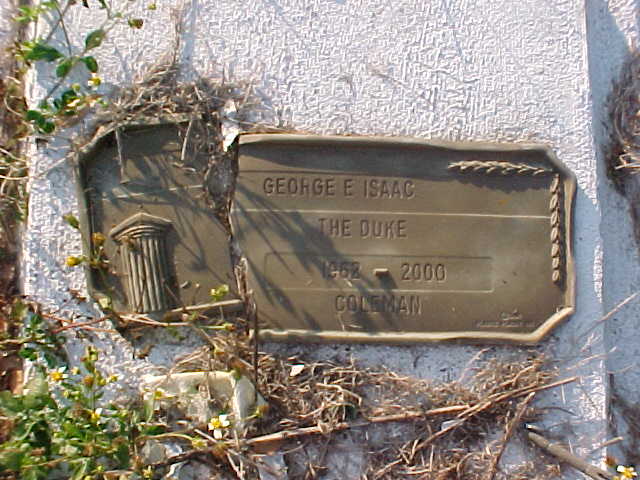 GEORGE E ISAAC
THE DUKE
1962 - 2000
COLEMAN